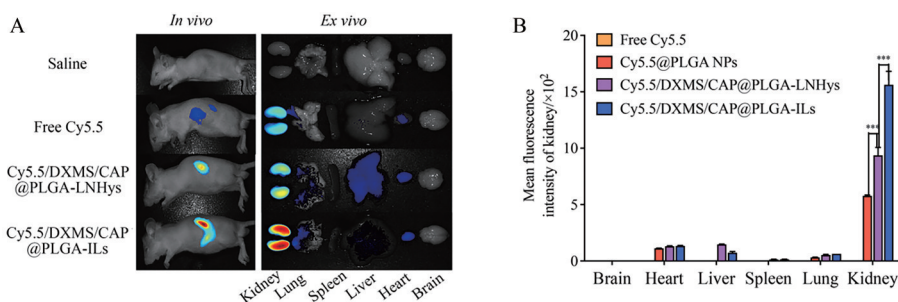 A
In vivo
Ex vivo
Saline
Free Cy5.5
Cy5.5/DXMS/CAP
@PLGA-LNHys
Cy5.5/DXMS/CAP
@PLGA-ILs
Kidney
Lung
Spleen
Liver
Heart
Brain
B
Mean fluorescence
intensity of kidney/×10²
20
15
10
5
0
Free Cy5.5
Cy5.5@PLGA NPs
Cy5.5/DXMS/CAP@PLGA-LNHys
Cy5.5/DXMS/CAP@PLGA-ILs
***
***
Brain
Heart
Liver
Spleen
Lung
Kidney